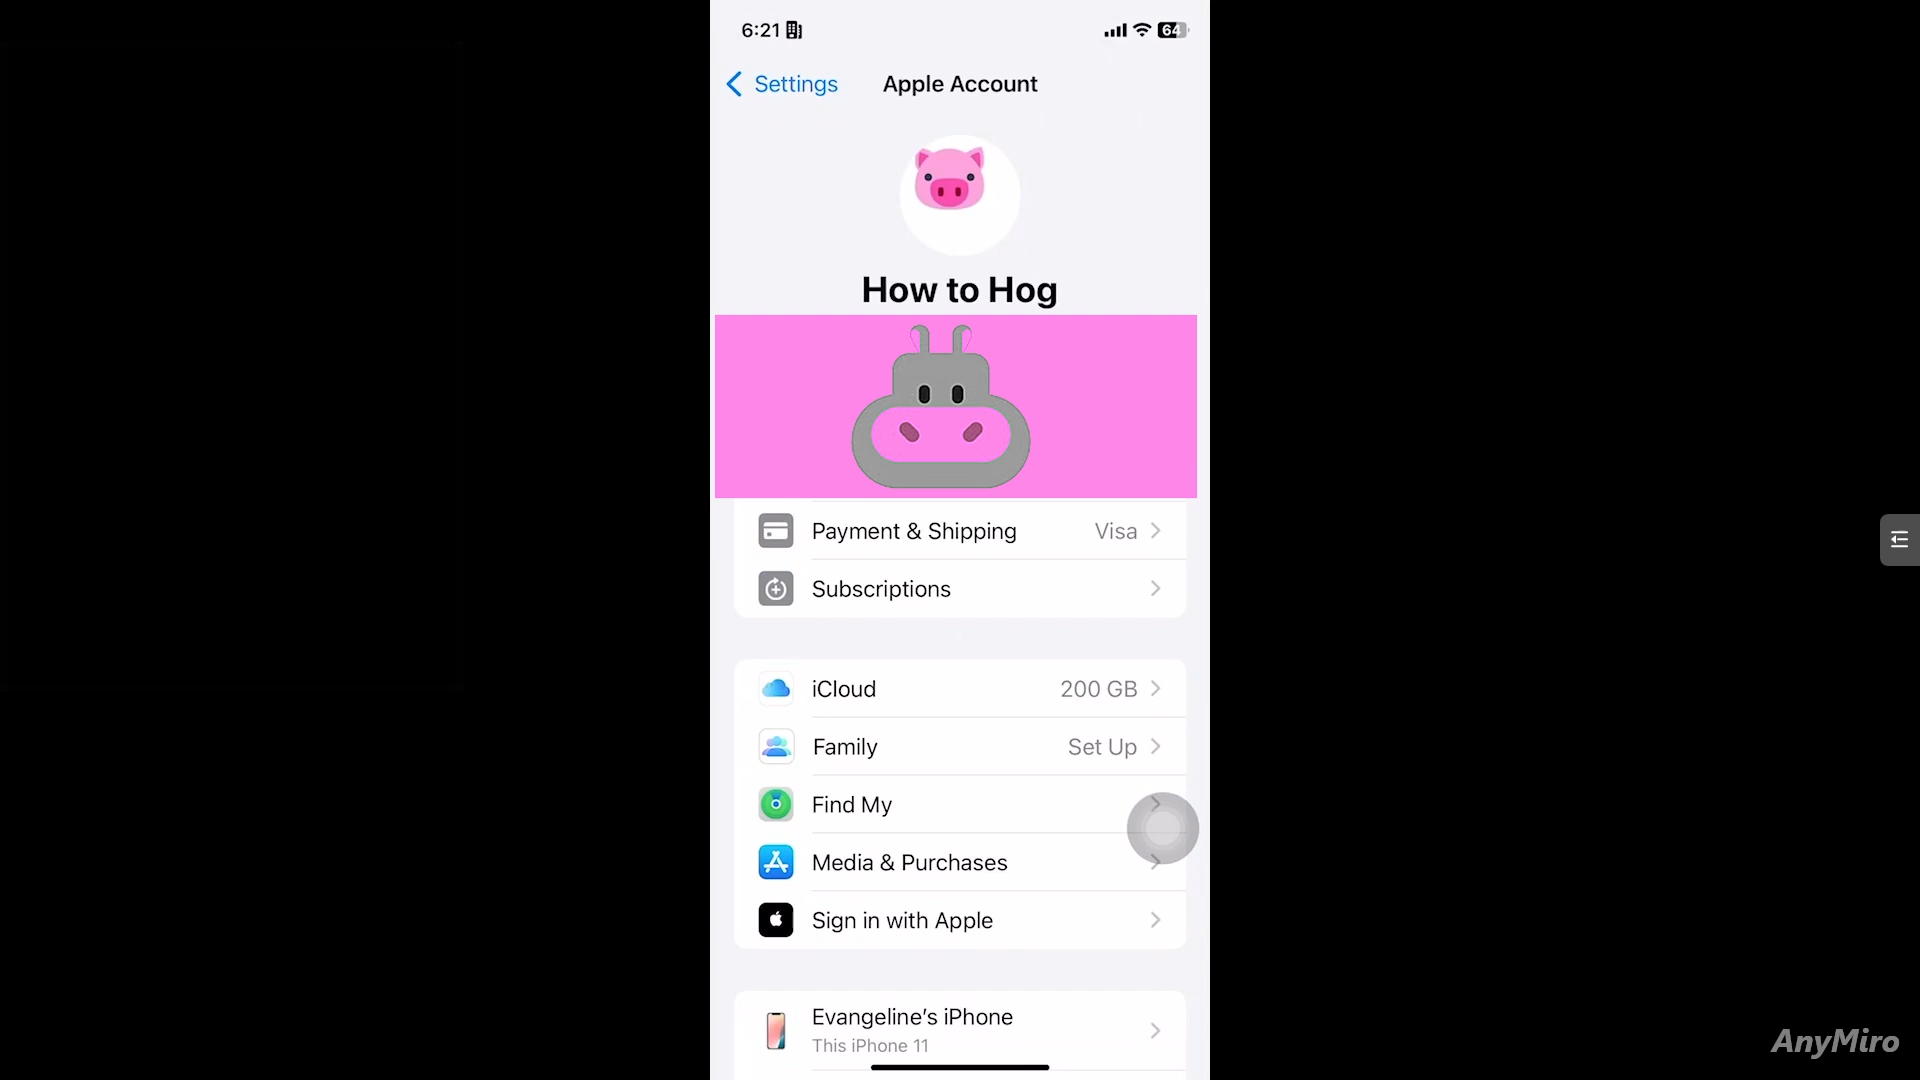 6:21
64
Settings
Apple Account
How to Hog
Payment & Shipping
Visa
Subscriptions
iCloud
200 GB
Family
Set Up
Find My
Media & Purchases
Sign in with Apple
Evangeline's iPhone
This iPhone 11
AnyMiro